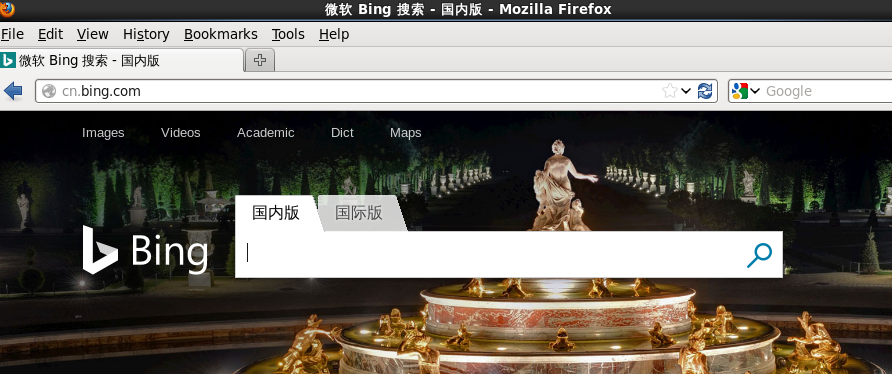 微软 Bing 搜索 - 国内版 - Mozilla Firefox
File Edit View History Bookmarks Tools Help
微软 Bing 搜索 - 国内版
cn.bing.com Google
Images Videos Academic Dict Maps
国内版 国际版
Bing